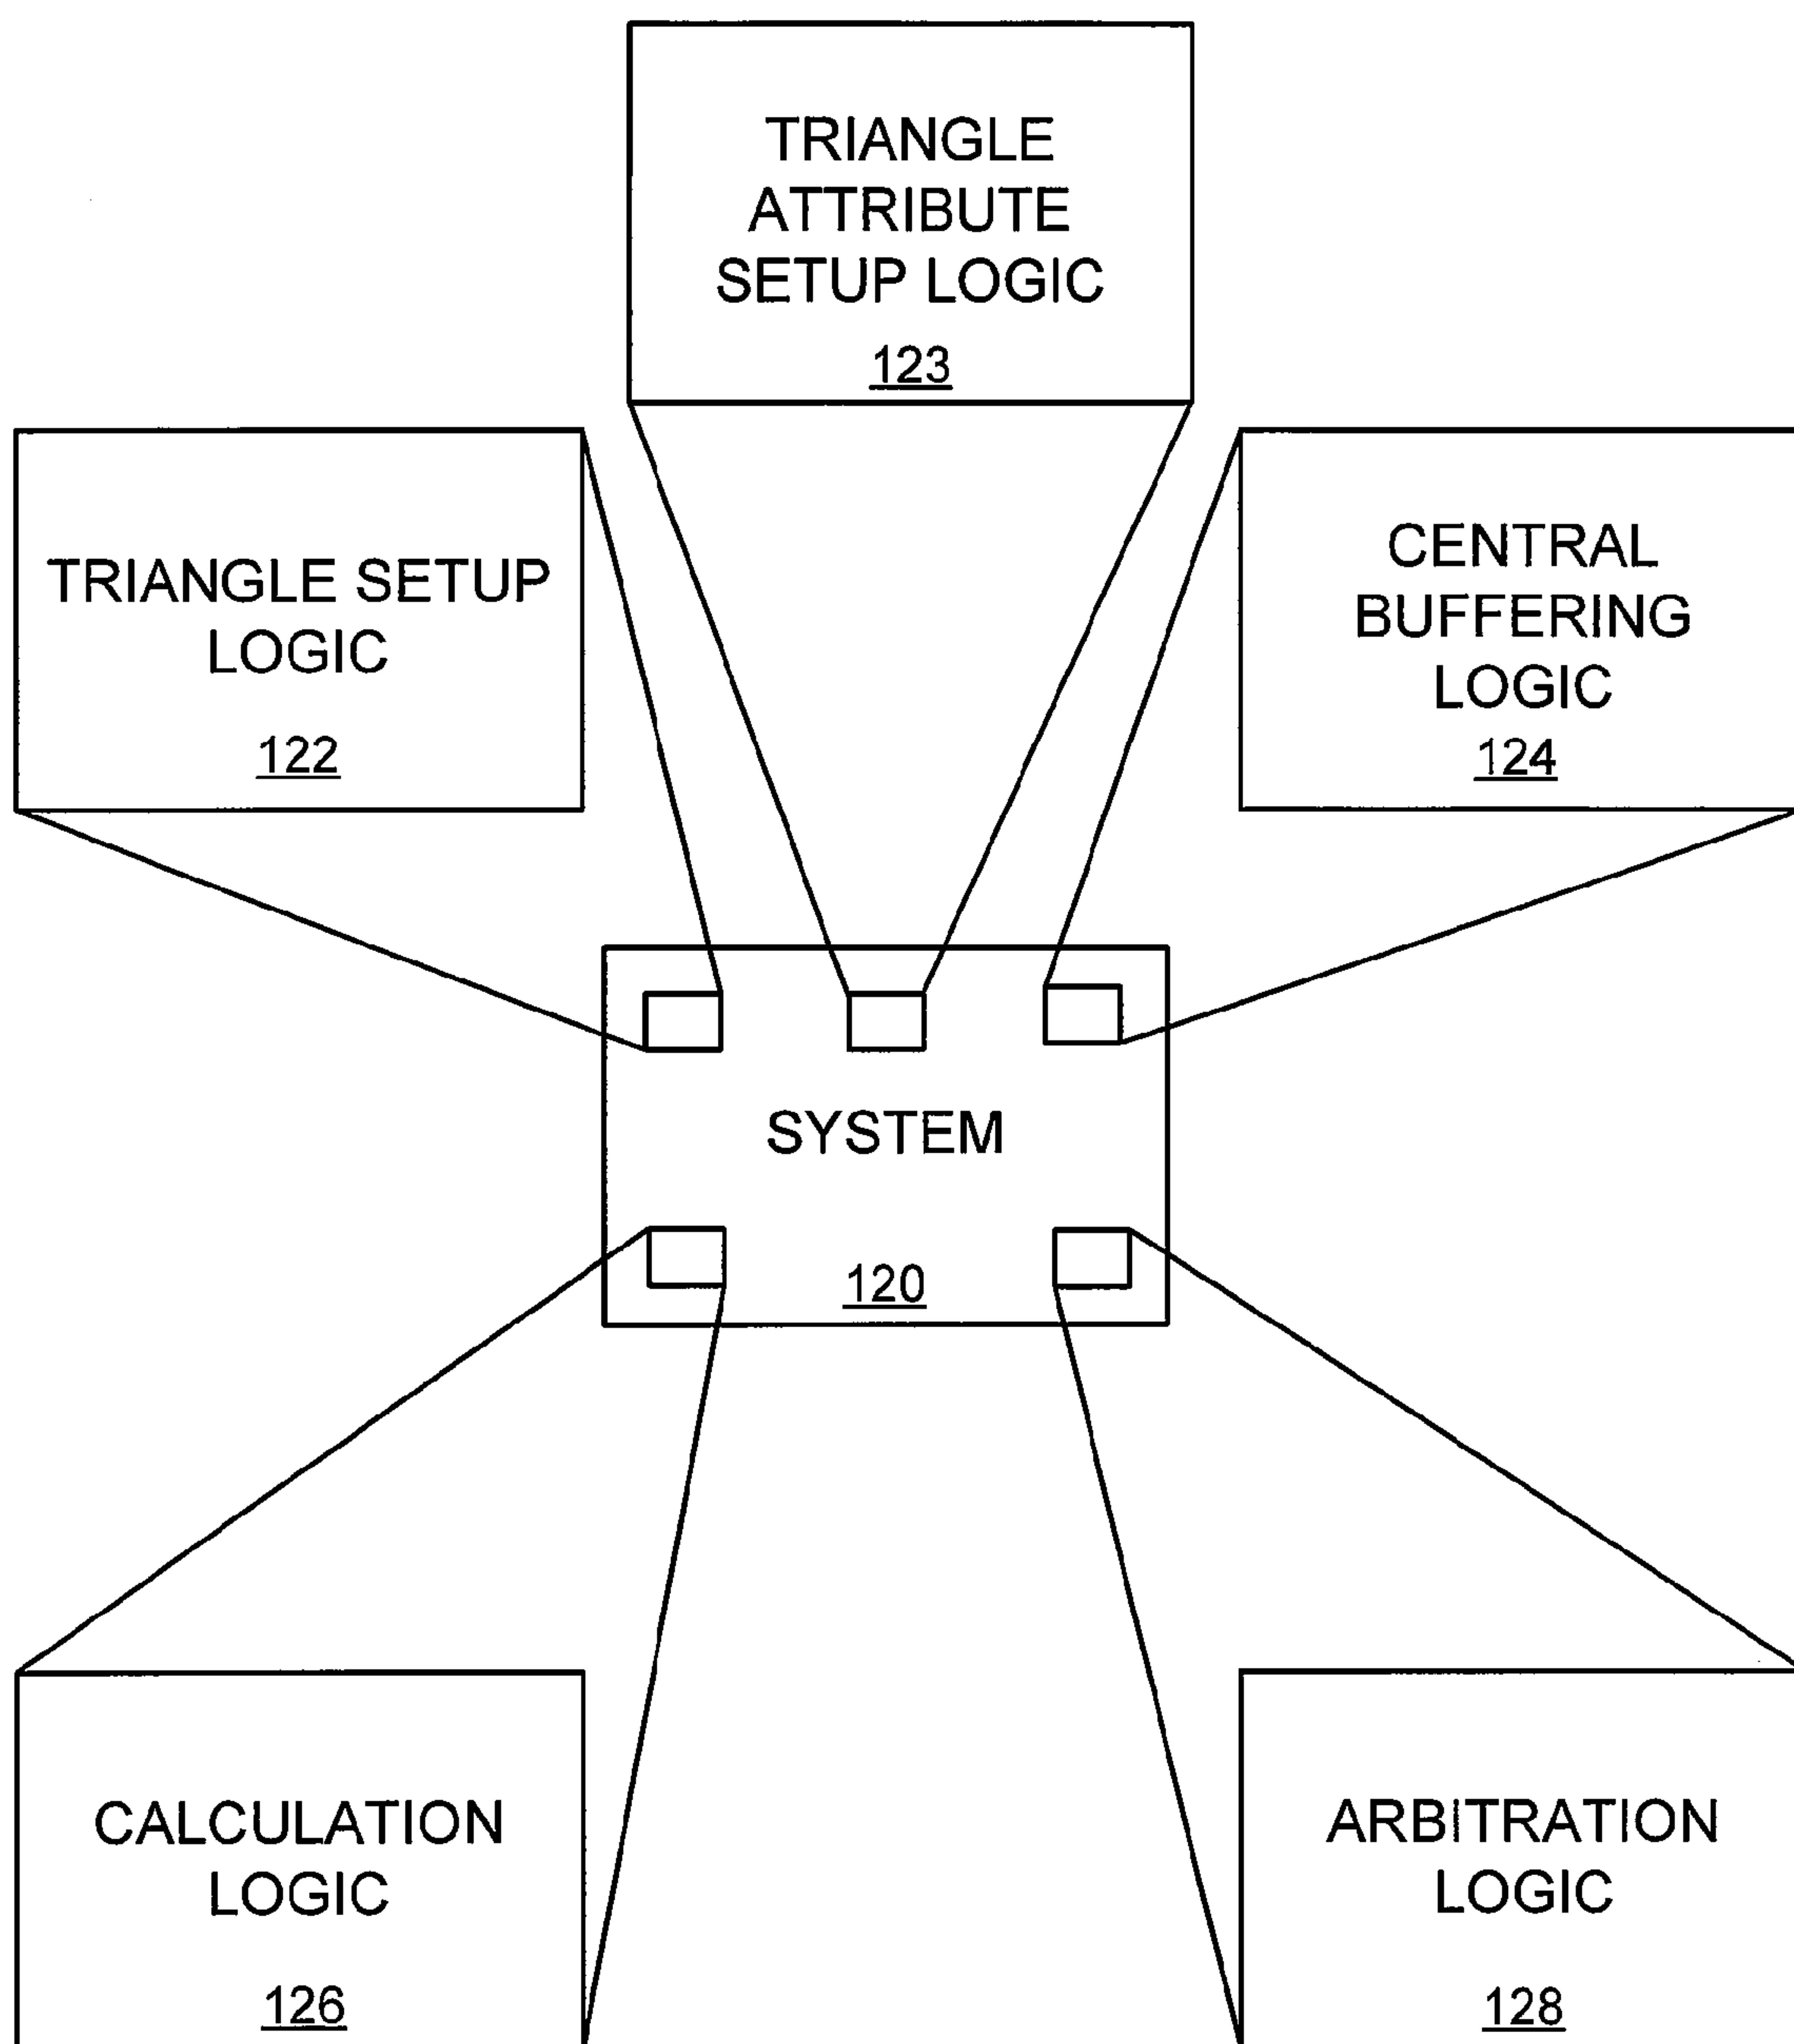 TRIANGLE
ATTRIBUTE
SETUP LOGIC
123
TRIANGLE SETUP
LOGIC
122
CENTRAL
BUFFERING
LOGIC
124
SYSTEM
120
CALCULATION
LOGIC
126
ARBITRATION
LOGIC
128